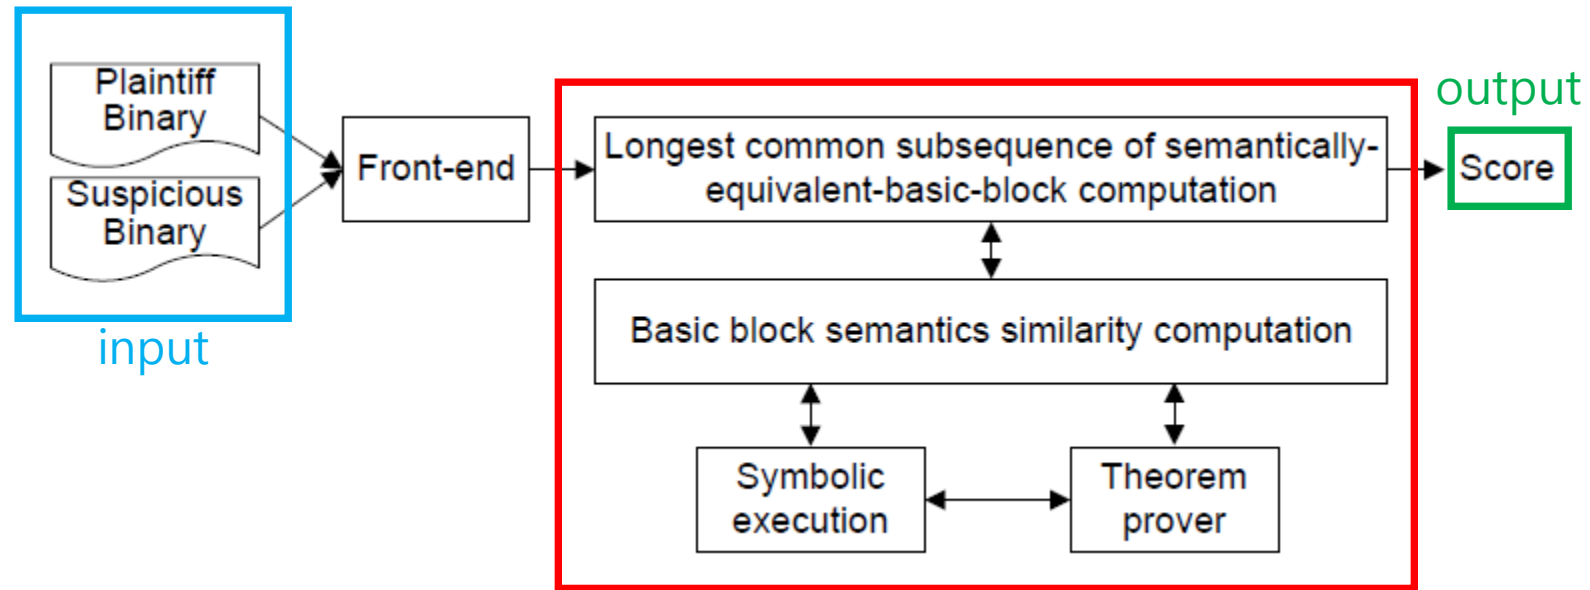 Plaintiff
Binary
Suspicious
Binary
input
Front-end
Longest common subsequence of semantically-
equivalent-basic-block computation
Basic block semantics similarity computation
Symbolic
execution
Theorem
prover
output
Score